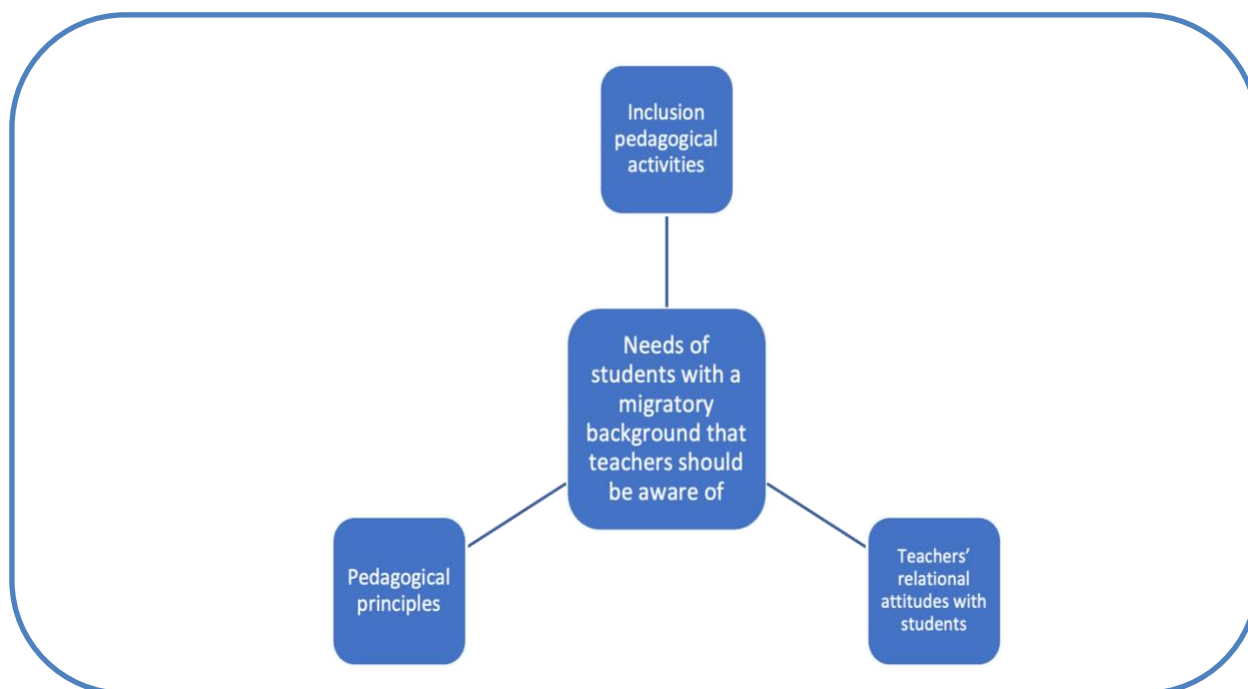 Inclusion
pedagogical
activities
Needs of
students with a
migratory
background that
teachers should
be aware of
Pedagogical
principles
Teachers’
relational
attitudes with
students